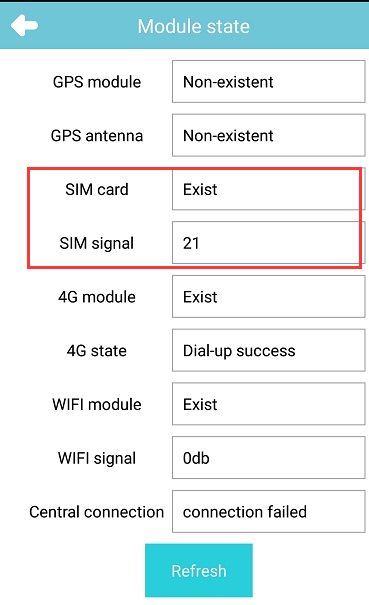 Module state
GPS module Non-existent
GPS antenna Non-existent
SIM card Exist
SIM signal 21
4G module Exist
4G state Dial-up success
WIFI module Exist
WIFI signal 0db
Central connection connection failed
Refresh